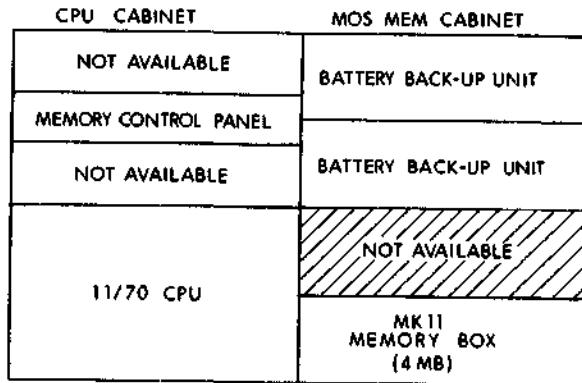 CPU CABINET
NOT AVAILABLE
MEMORY CONTROL PANEL
NOT AVAILABLE
11/70 CPU
MOS MEM CABINET
BATTERY BACK-UP UNIT
BATTERY BACK-UP UNIT
NOT AVAILABLE
MK11
MEMORY BOX
(4 MB)